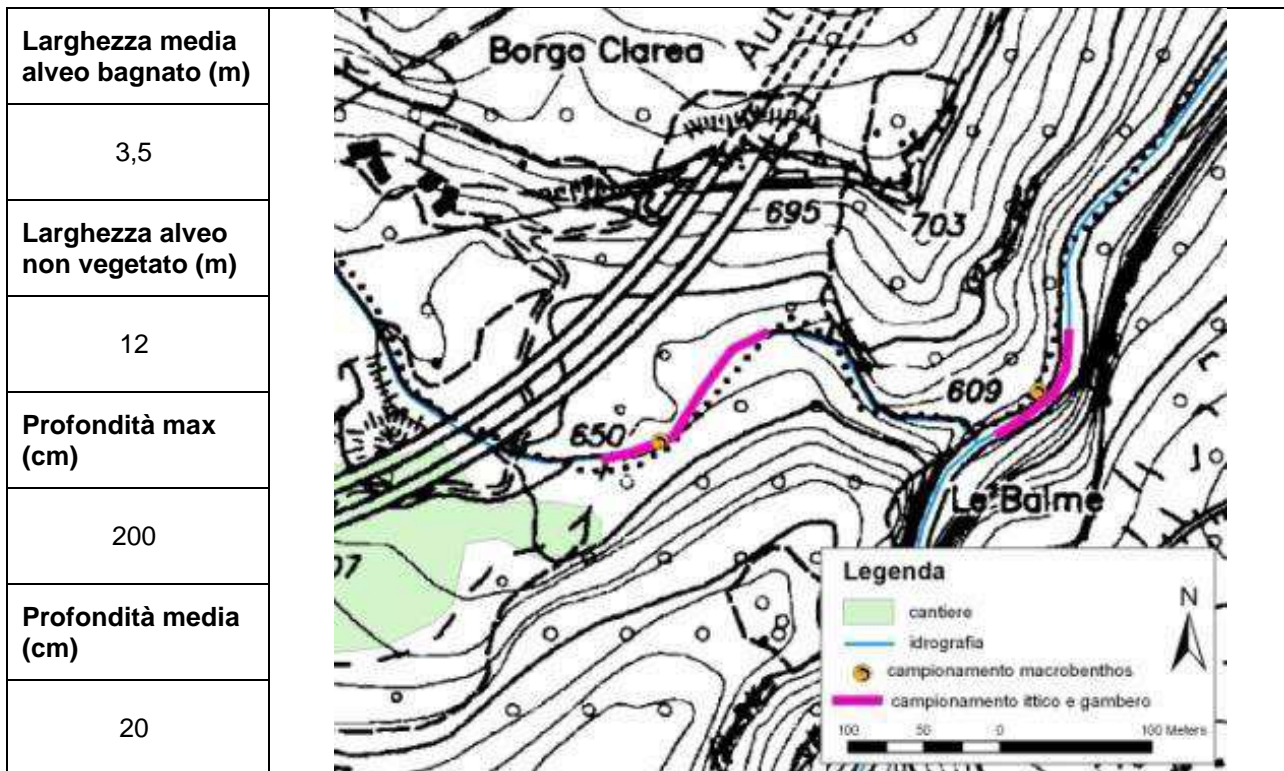 Larghezza media
alveo bagnato (m)
3,5
Larghezza alveo
non vegetato (m)
12
Profondità max
(cm)
200
Profondità media
(cm)
20
Borgo Clarea
Aut
695
703
609
650
Le Balme
07
Legenda
cantiere
idrografia
campionamento macrobenthos
campionamento ittico e gambero
N
100 50 0 100 Meters